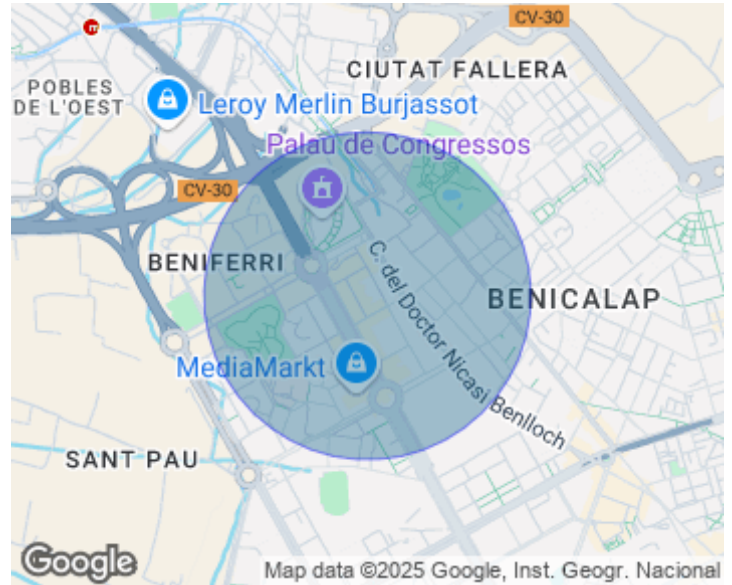 CV-30
m
CIUTAT FALLERA
POBLES
DE L'OEST
Leroy Merlin Burjassot
Palau de Congressos
CV-30
BENIFERRI
C. del Doctor Nicasi Benlloch
BENICALAP
MediaMarkt
SANT PAU
Google
Map data ©2025 Google, Inst. Geogr. Nacional